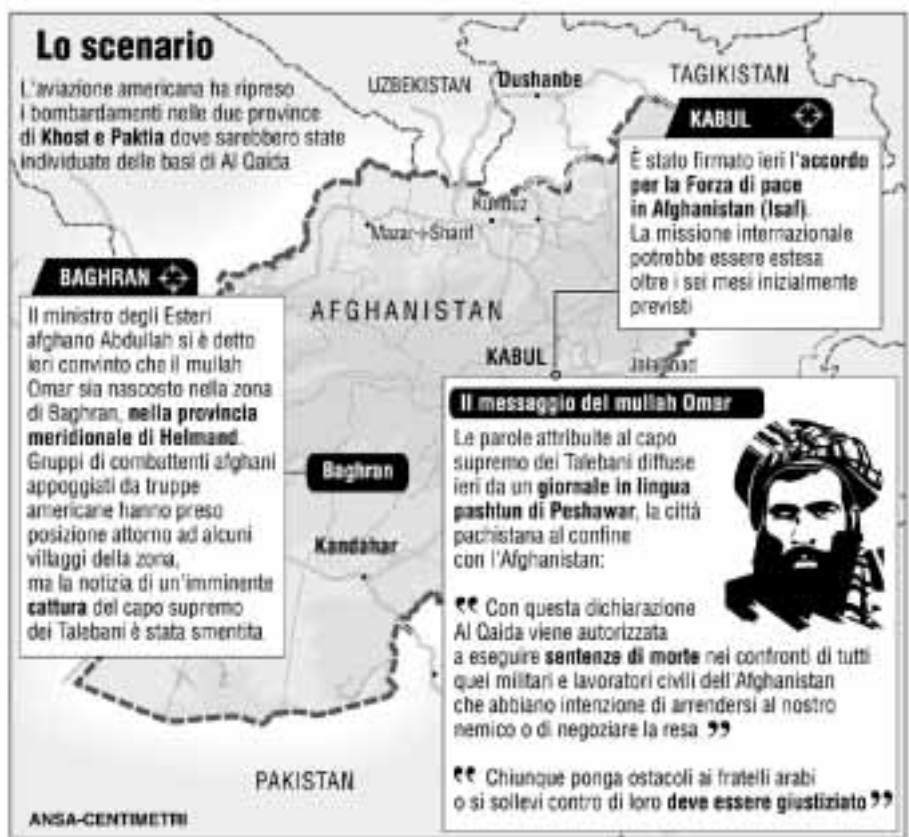 Lo scenario
L'aviazione americana ha ripreso
i bombardamenti nelle due province
di Khost e Paktia dove sarebbero state
individuate delle basi di Al Qaida
UZBEKISTAN
Dushanbe
TAGIKISTAN
KABUL
È stato firmato ieri l'accordo
per la Forza di pace
in Afghanistan (Isaf).
La missione internazionale
potrebbe essere estesa
oltre i sei mesi inizialmente
previsti
Kunduz
Mazar-i-Sharif
BAGHRAN
Il ministro degli Esteri
afghano Abdullah si è detto
ieri convinto che il mullah
Omar sia nascosto nella zona
di Baghran, nella provincia
meridionale di Helmand.
Gruppi di combattenti afghani
appoggiati da truppe
americane hanno preso
posizione attorno ad alcuni
villaggi della zona,
ma la notizia di un'imminente
cattura del capo supremo
dei Talebani è stata smentita
AFGHANISTAN
KABUL
Jalalabad
Baghran
Kandahar
Il messaggio del mullah Omar
Le parole attribuite al capo
supremo dei Talebani diffuse
ieri da un giornale in lingua
pashtun di Peshawar, la città
pachistana al confine
con l'Afghanistan:
“ Con questa dichiarazione
Al Qaida viene autorizzata
a eseguire sentenze di morte nei confronti di tutti
quei militari e lavoratori civili dell'Afghanistan
che abbiano intenzione di arrendersi al nostro
nemico o di negoziare la resa ”
“ Chiunque ponga ostacoli ai fratelli arabi
o si sollevi contro di loro deve essere giustiziato ”
PAKISTAN
ANSA-CENTIMETRI